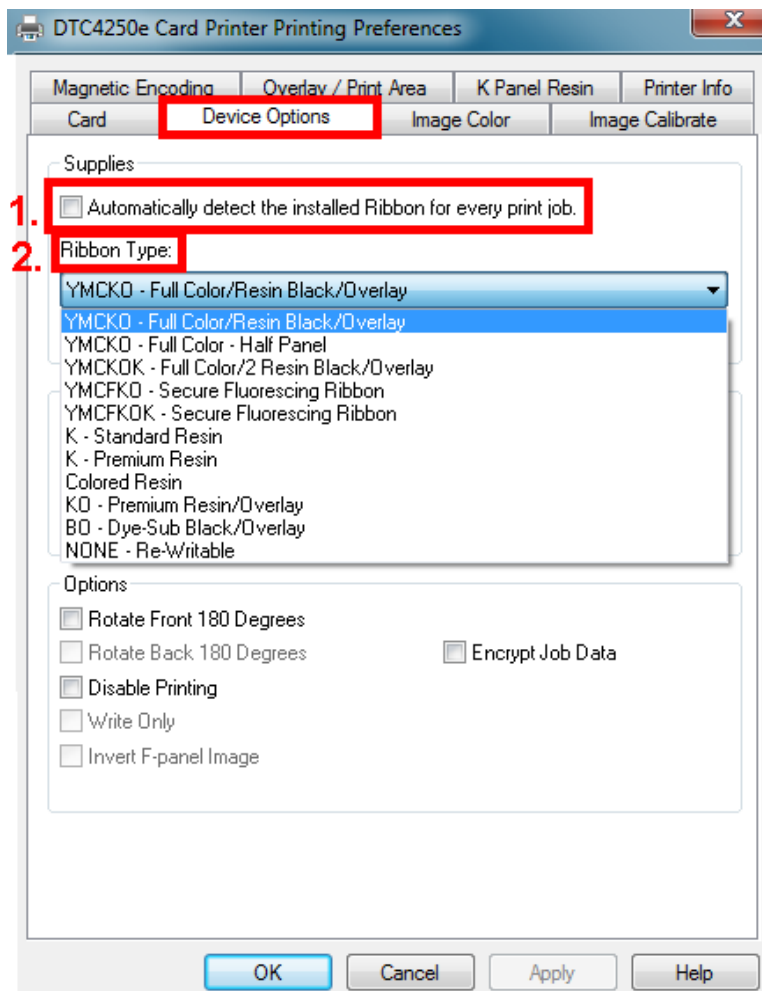 DTC4250e Card Printer Printing Preferences
X
Magnetic Encoding Overlay / Print Area K Panel Resin Printer Info
Card Device Options Image Color Image Calibrate
Supplies
1. Automatically detect the installed Ribbon for every print job.
2. Ribbon Type:
YMCKO - Full Color/Resin Black/Overlay
YMCKO - Full Color/Resin Black/Overlay
YMCKO - Full Color - Half Panel
YMCKOK - Full Color/2 Resin Black/Overlay
YMCFKO - Secure Fluorescing Ribbon
YMCFKOK - Secure Fluorescing Ribbon
K - Standard Resin
K - Premium Resin
Colored Resin
KO - Premium Resin/Overlay
BO - Dye-Sub Black/Overlay
NONE - Re-Writable
Options
Rotate Front 180 Degrees
Rotate Back 180 Degrees Encrypt Job Data
Disable Printing
Write Only
Invert F-panel Image
OK Cancel Apply Help